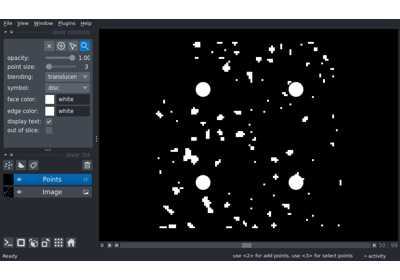 File View Window Plugins Help
layer controls
opacity: 1.00
point size: 3
blending: translucen
symbol: disc
face color: white
edge color: white
display text:
out of slice:
layer list
Points
Image
0 50 99
Ready use <2> for add points, use <3> for select points activity